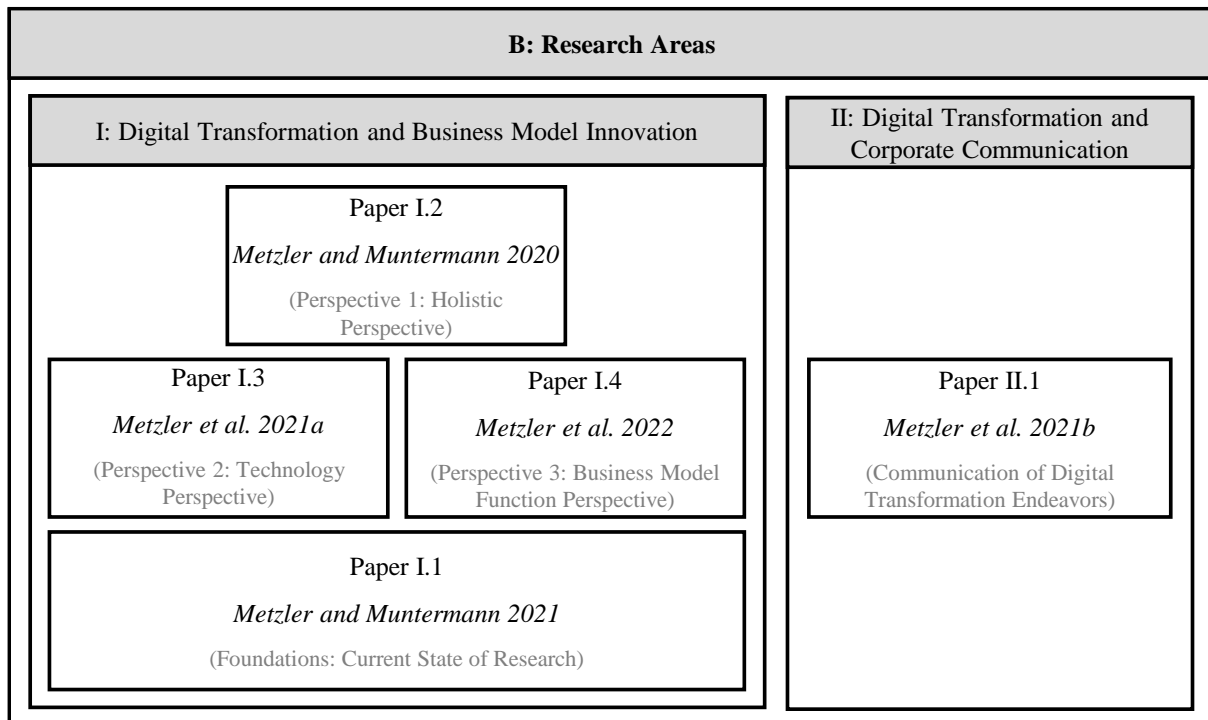 B: Research Areas
I: Digital Transformation and Business Model Innovation
Paper I.2
Metzler and Muntermann 2020
(Perspective 1: Holistic
Perspective)
Paper I.3
Metzler et al. 2021a
(Perspective 2: Technology
Perspective)
Paper I.4
Metzler et al. 2022
(Perspective 3: Business Model
Function Perspective)
Paper I.1
Metzler and Muntermann 2021
(Foundations: Current State of Research)
II: Digital Transformation and
Corporate Communication
Paper II.1
Metzler et al. 2021b
(Communication of Digital
Transformation Endeavors)